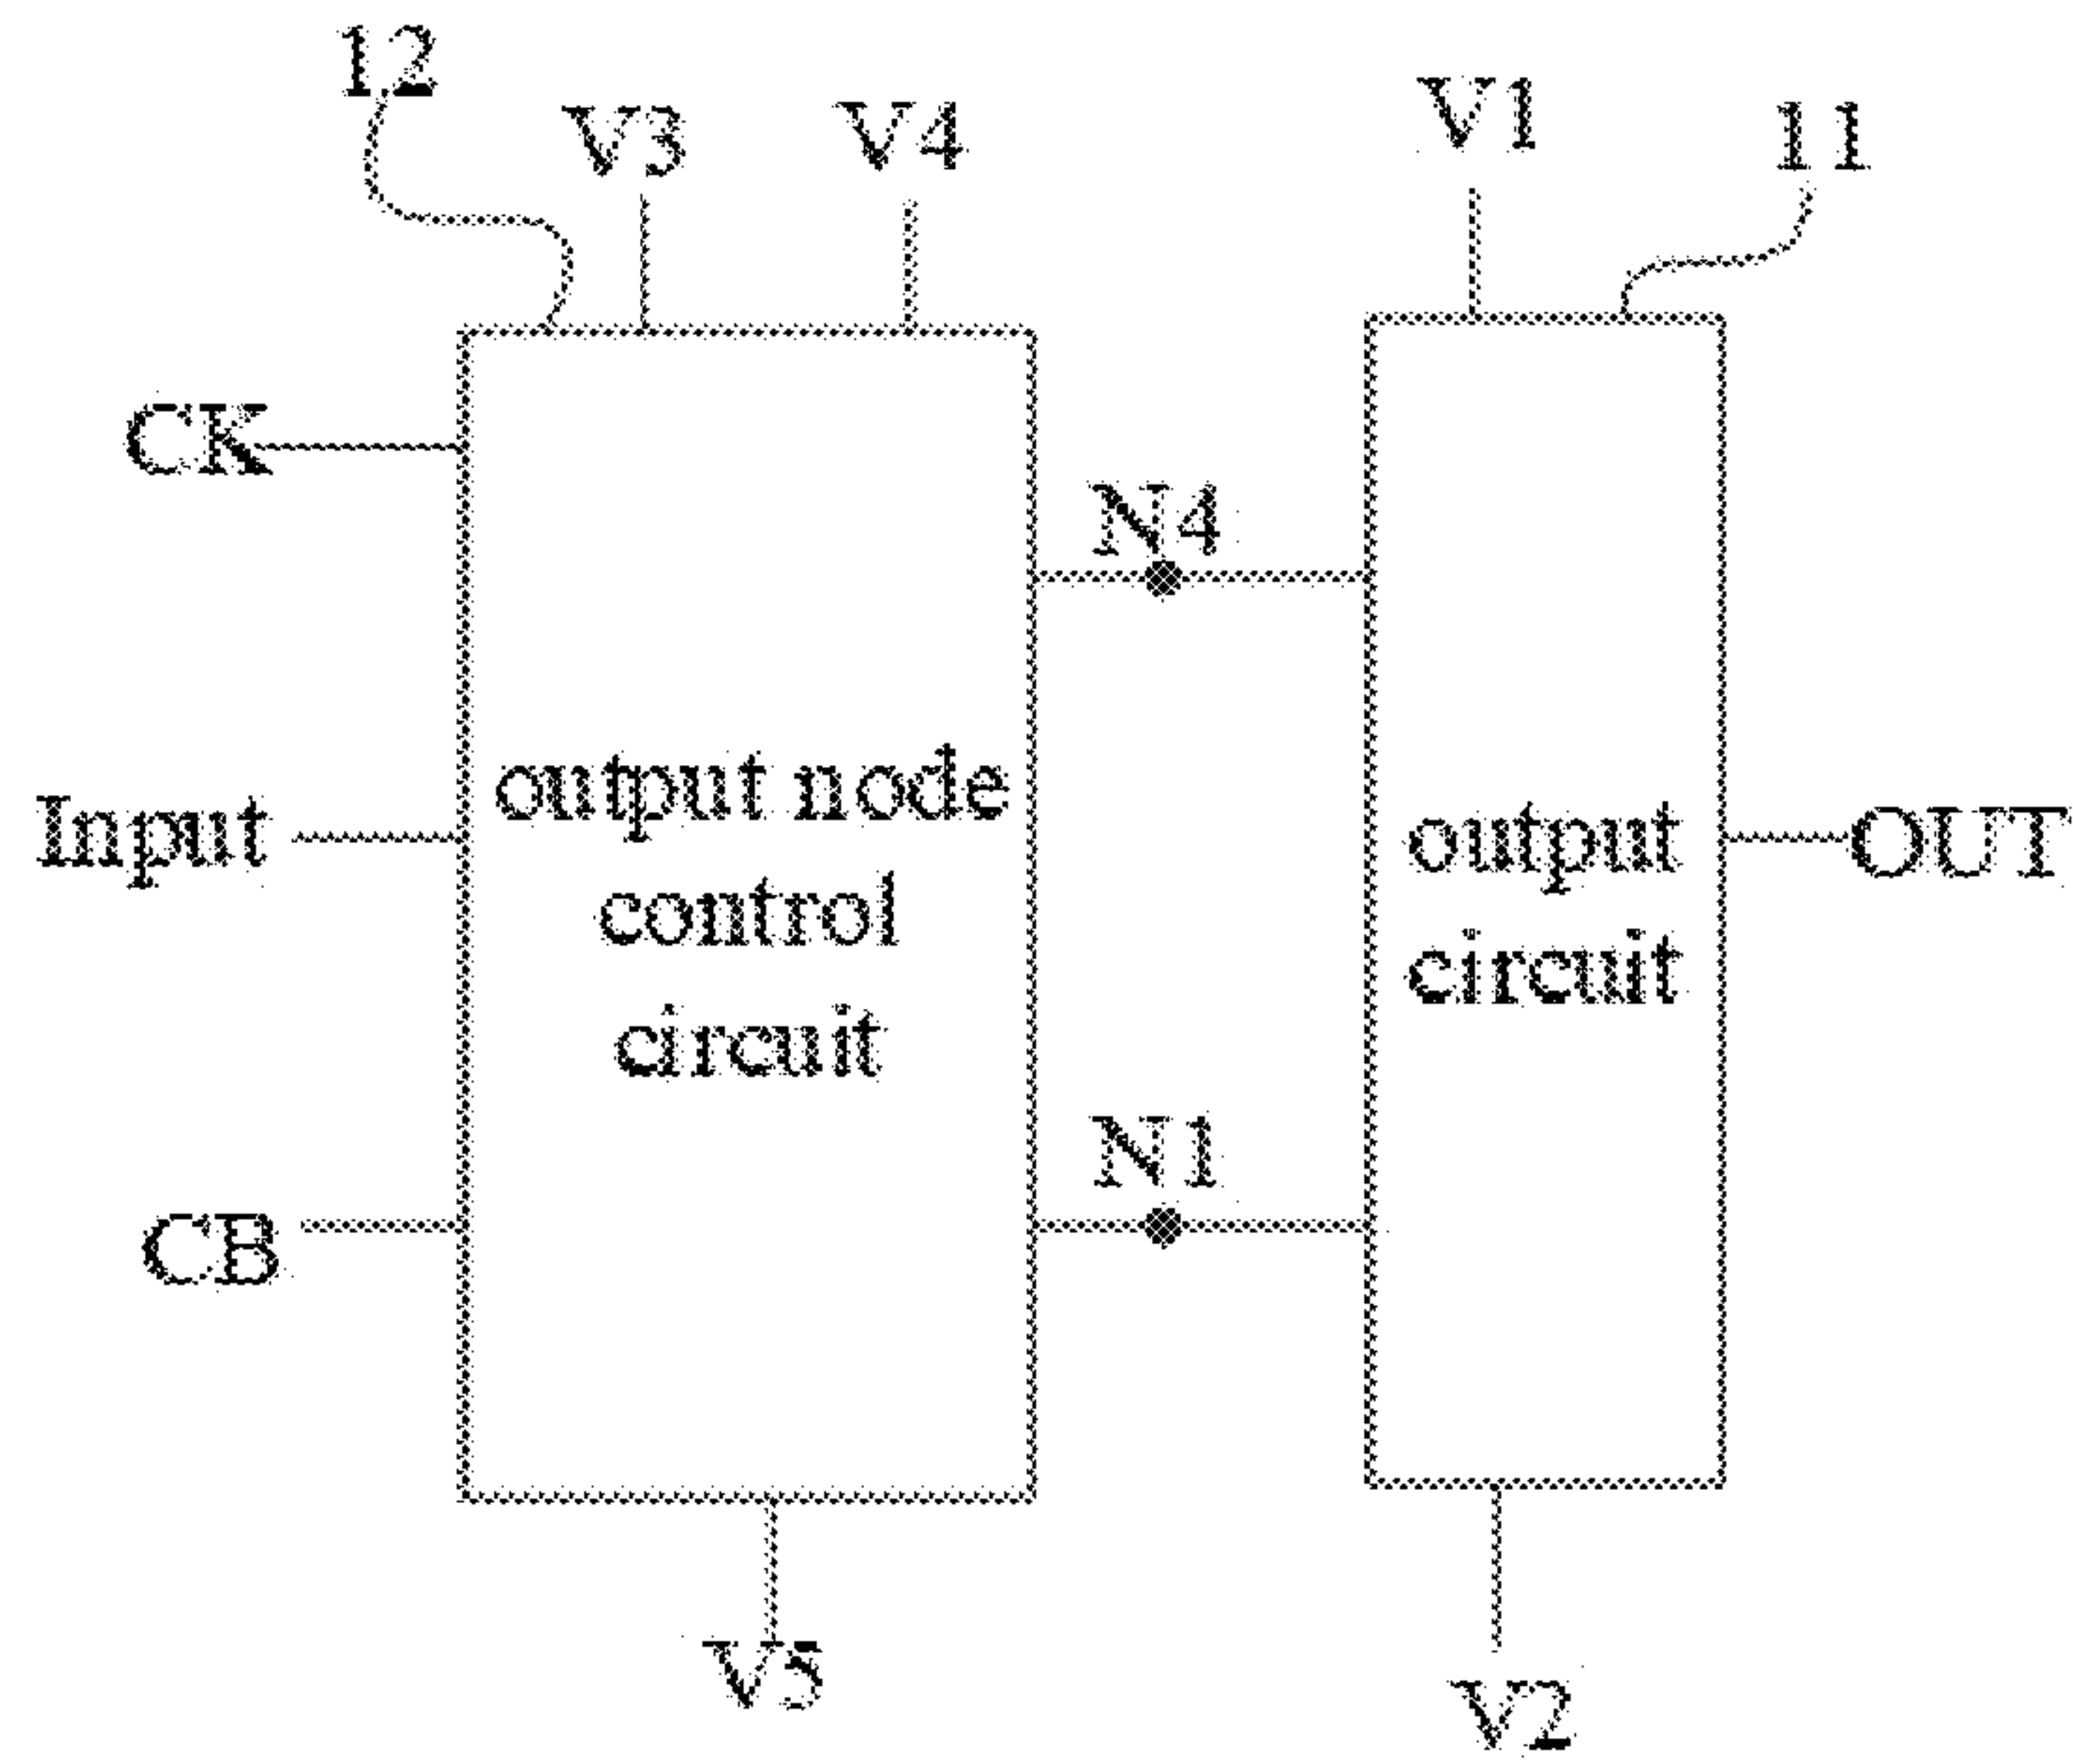 12
V3
V4
V1
11
CK
N4
Input
output node
control
circuit
output
circuit
OUT
N1
CB
V5
V2